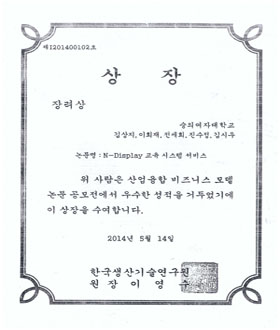 제I201400102호
상 장
장려상
숭의여자대학교
김상지, 이희재, 전세희, 진수정, 김시우
논문명 : N-Display 교육 시스템 서비스
위 사람은 산업융합 비즈니스 모델
논문 공모전에서 우수한 성적을 거두었기에
이 상장을 수여합니다.
2014년 5월 14일
한국생산기술연구원
원 장 이 영 수